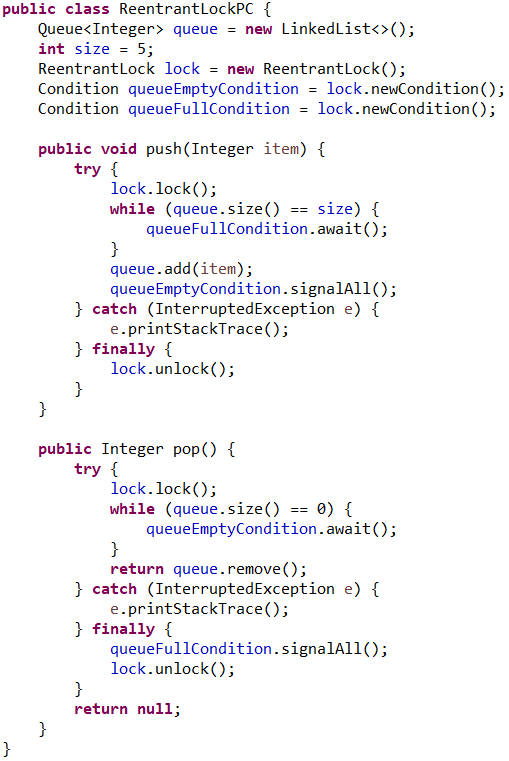 public class ReentrantLockPC {
    Queue<Integer> queue = new LinkedList<>();
    int size = 5;
    ReentrantLock lock = new ReentrantLock();
    Condition queueEmptyCondition = lock.newCondition();
    Condition queueFullCondition = lock.newCondition();

    public void push(Integer item) {
        try {
            lock.lock();
            while (queue.size() == size) {
                queueFullCondition.await();
            }
            queue.add(item);
            queueEmptyCondition.signalAll();
        } catch (InterruptedException e) {
            e.printStackTrace();
        } finally {
            lock.unlock();
        }
    }

    public Integer pop() {
        try {
            lock.lock();
            while (queue.size() == 0) {
                queueEmptyCondition.await();
            }
            return queue.remove();
        } catch (InterruptedException e) {
            e.printStackTrace();
        } finally {
            queueFullCondition.signalAll();
            lock.unlock();
        }
        return null;
    }
}